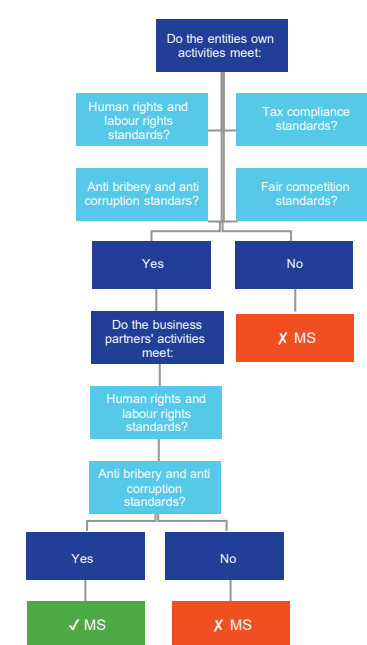 Do the entities own
activities meet:
Human rights and
labour rights
standards?
Tax compliance
standards?
Anti bribery and anti
corruption standars?
Fair competition
standards?
Yes
No
Do the business
partners' activities
meet:
✗ MS
Human rights and
labour rights
standards?
Anti bribery and anti
corruption
standards?
Yes
No
✓ MS
✗ MS